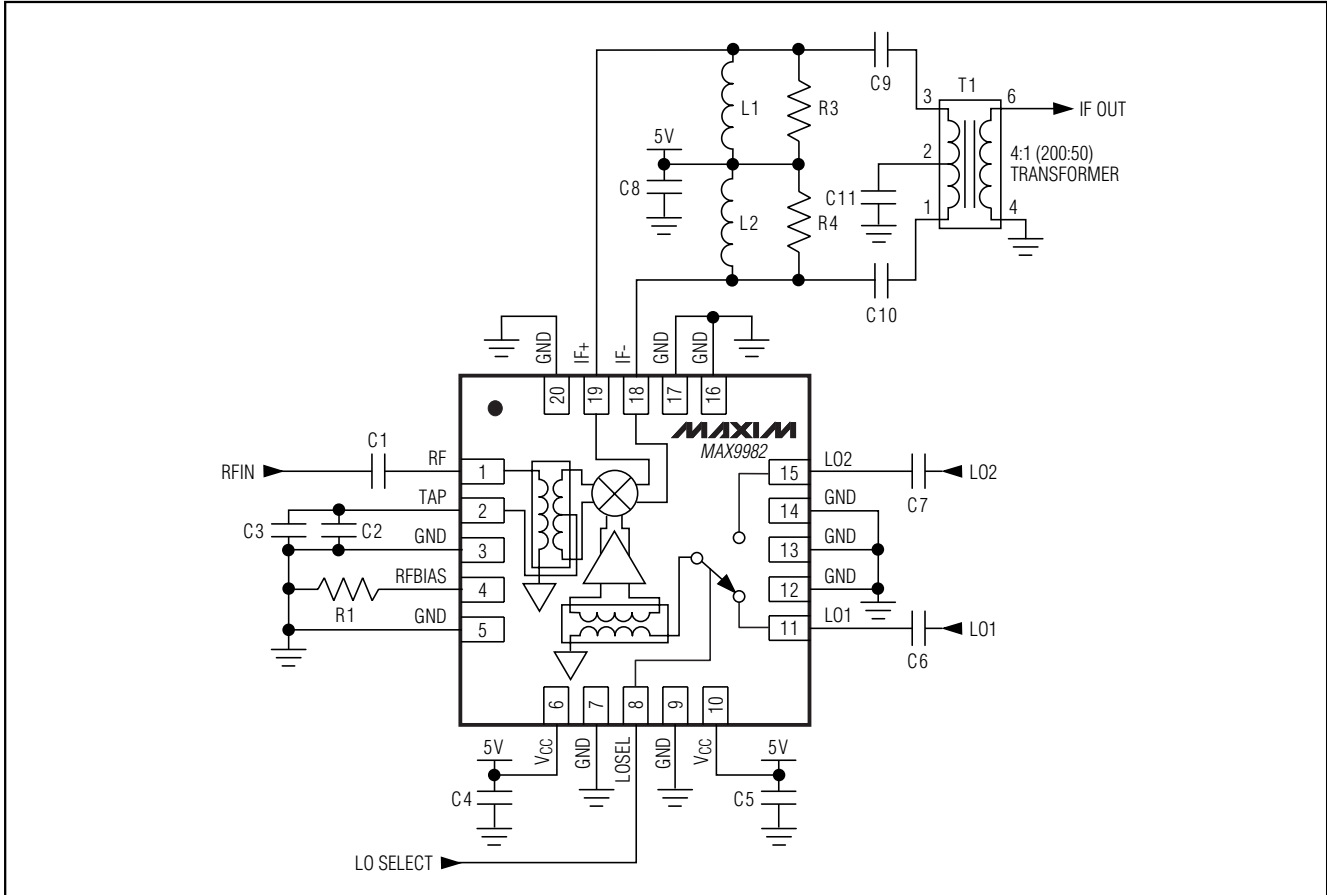 C9
T1
3
6
IF OUT
L1
R3
5V
2
4:1 (200:50)
TRANSFORMER
C8
C11
L2
R4
1
4
C10
GND
IF+
IF-
GND
GND
20
19
18
17
16
MAXIM
MAX9982
C1
RFIN
RF
1
15
LO2
LO2
C7
TAP
2
14
GND
C3
C2
GND
3
13
GND
RFBIAS
4
12
GND
R1
GND
5
11
LO1
LO1
C6
6
7
8
9
10
VCC
GND
LOSEL
GND
VCC
5V
5V
C4
C5
LO SELECT